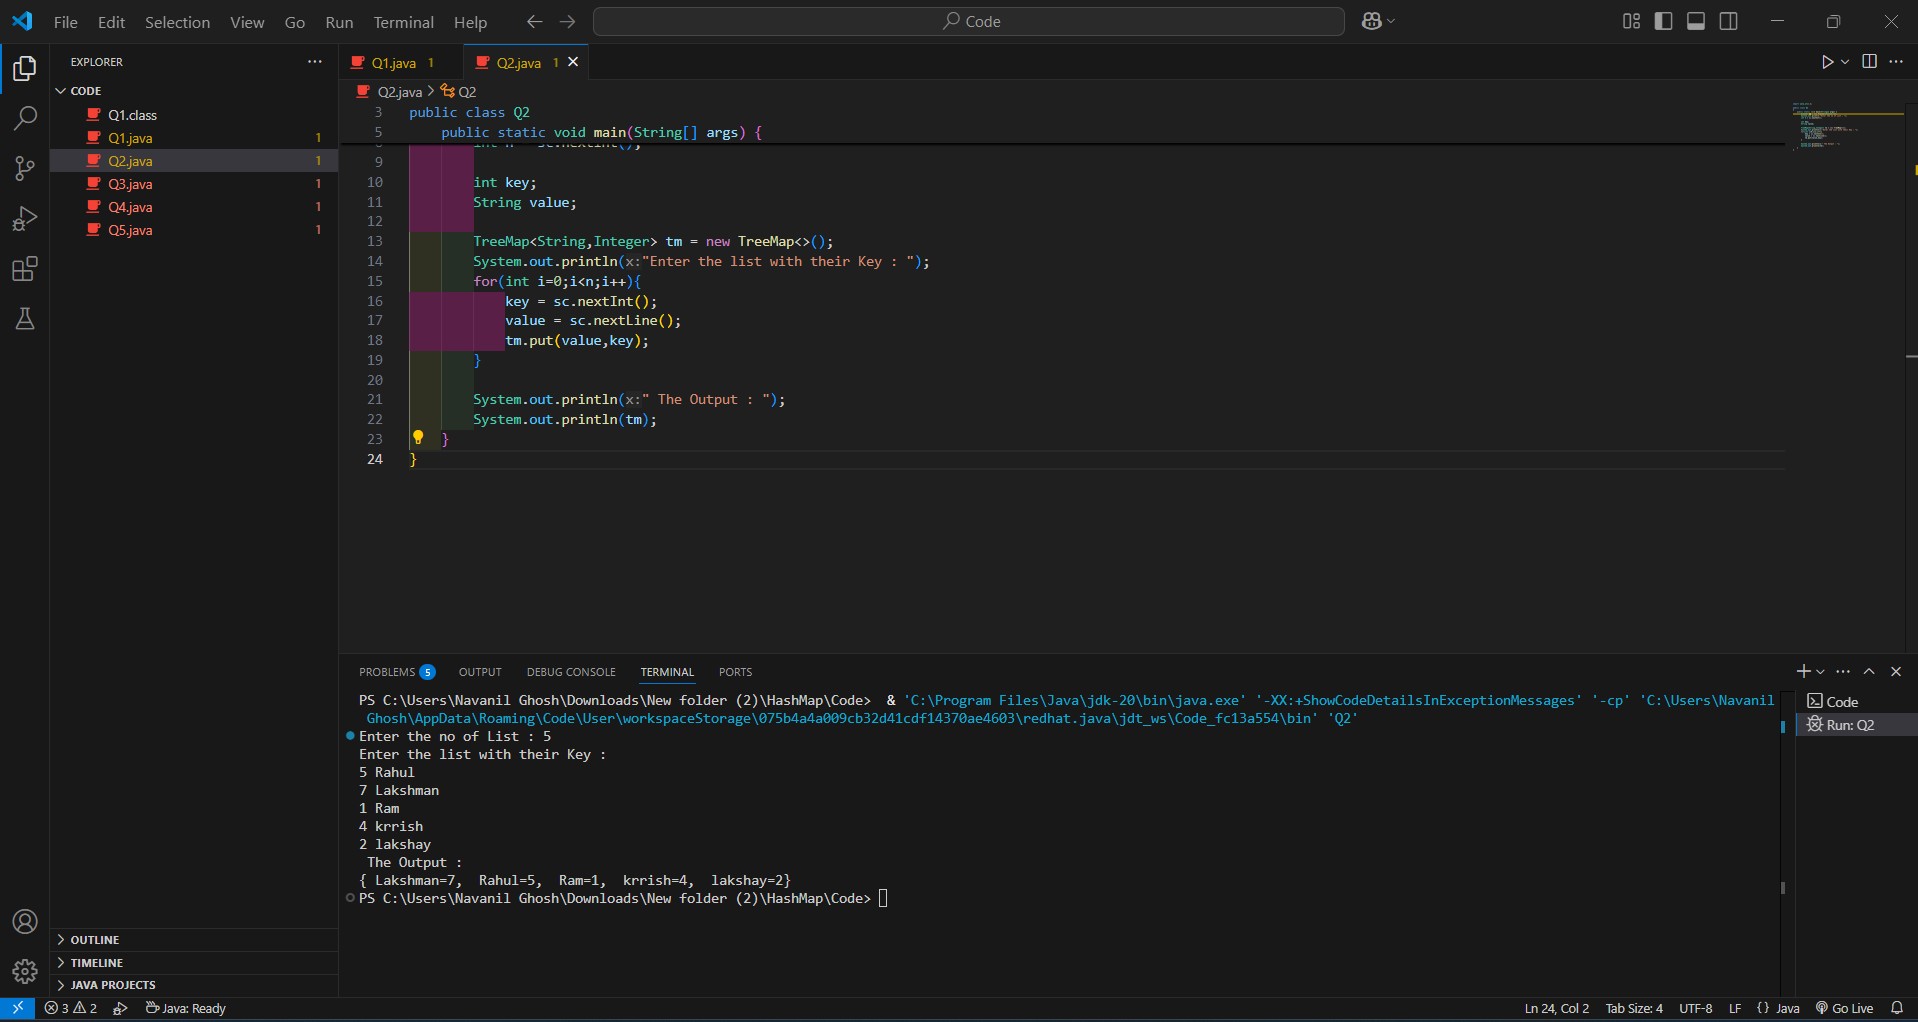 File Edit Selection View Go Run Terminal Help
Code
EXPLORER
CODE
Q1.class
Q1.java 1
Q2.java 1
Q3.java 1
Q4.java 1
Q5.java 1
OUTLINE
TIMELINE
JAVA PROJECTS
Q1.java 1
Q2.java 1
Q2.java > Q2
3 public class Q2
5 public static void main(String[] args) {
9
10 int key;
11 String value;
12
13 TreeMap<String,Integer> tm = new TreeMap<>();
14 System.out.println(x:"Enter the list with their Key : ");
15 for(int i=0;i<n;i++){
16 key = sc.nextInt();
17 value = sc.nextLine();
18 tm.put(value,key);
19 }
20
21 System.out.println(x:" The Output : ");
22 System.out.println(tm);
23 }
24 }
PROBLEMS 5 OUTPUT DEBUG CONSOLE TERMINAL PORTS
PS C:\Users\Navanil Ghosh\Downloads\New folder (2)\HashMap\Code> & 'C:\Program Files\Java\jdk-20\bin\java.exe' '-XX:+ShowCodeDetailsInExceptionMessages' '-cp' 'C:\Users\Navanil
Ghosh\AppData\Roaming\Code\User\workspaceStorage\075b4a4a009cb32d41cdf14370ae4603\redhat.java\jdt_ws\Code_fc13a554\bin' 'Q2'
Enter the no of List : 5
Enter the list with their Key :
5 Rahul
7 Lakshman
1 Ram
4 krrish
2 lakshay
The Output :
{ Lakshman=7, Rahul=5, Ram=1, krrish=4, lakshay=2}
PS C:\Users\Navanil Ghosh\Downloads\New folder (2)\HashMap\Code>
Code
Run: Q2
3 2 Java: Ready
Ln 24, Col 2 Tab Size: 4 UTF-8 LF {} Java Go Live